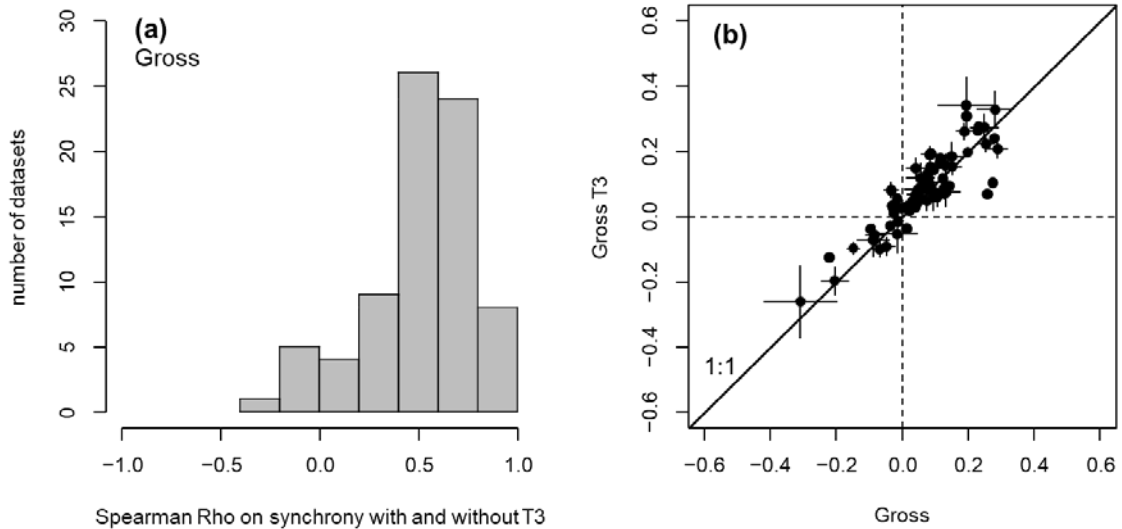 (a)
Gross
number of datasets
30
25
20
15
10
5
0
−1.0 −0.5 0.0 0.5 1.0
Spearman Rho on synchrony with and without T3
(b)
Gross T3
0.6
0.4
0.2
0.0
−0.2
−0.4
−0.6
1:1
−0.6 −0.4 −0.2 0.0 0.2 0.4 0.6
Gross